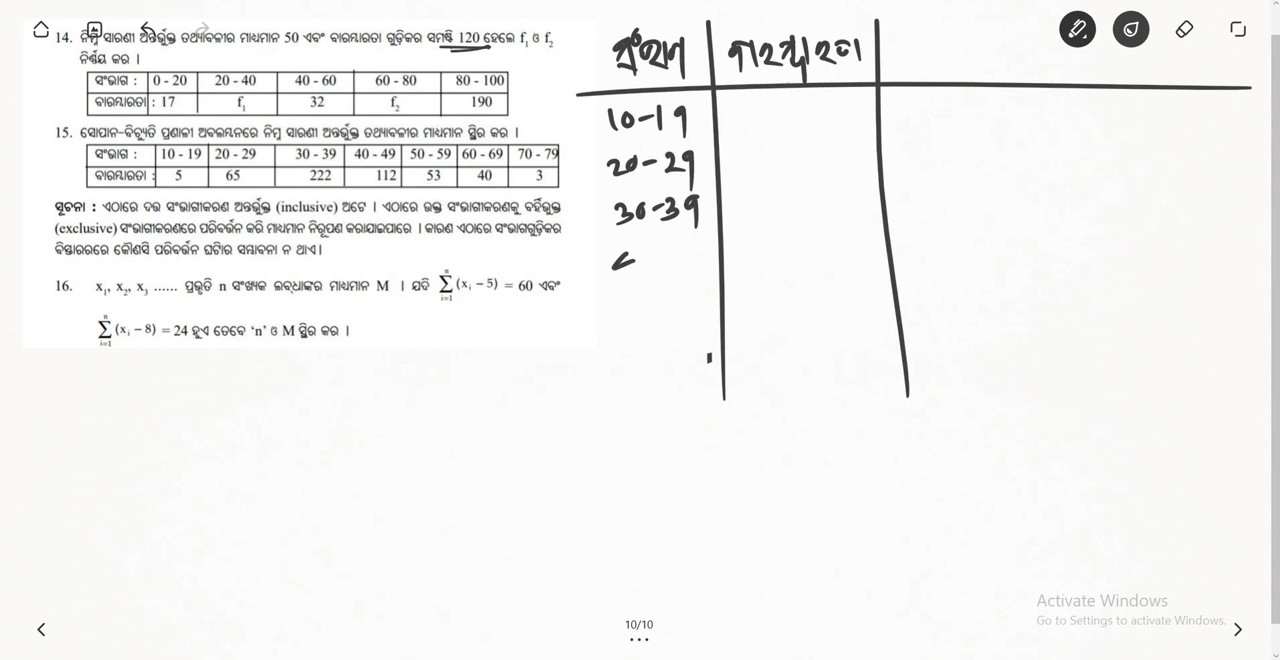 14. ନିମ୍ନ ସାରଣୀ ଅନ୍ତର୍ଭୁକ୍ତ ତଥ୍ୟାବଳୀର ମାଧ୍ୟମାନ 50 ଏବଂ ବାରମ୍ବାରତା ଗୁଡ଼ିକର ସମଷ୍ଟି 120 ହେଲେ f₁ ଓ f₂
ନିର୍ଣ୍ଣୟ କର ।
ସଂଭାଗ : 0 - 20 20 - 40 40 - 60 60 - 80 80 - 100
ବାରମ୍ବାରତା : 17 f₁ 32 f₂ 190
15. ସୋପାନ-ବିଚ୍ୟୁତି ପ୍ରଣାଳୀ ଅବଲମ୍ବନରେ ନିମ୍ନ ସାରଣୀ ଅନ୍ତର୍ଭୁକ୍ତ ତଥ୍ୟାବଳୀର ମାଧ୍ୟମାନ ସ୍ଥିର କର ।
ସଂଭାଗ : 10 - 19 20 - 29 30 - 39 40 - 49 50 - 59 60 - 69 70 - 79
ବାରମ୍ବାରତା : 5 65 222 112 53 40 3
ସୂଚନା : ଏଠାରେ ଦତ୍ତ ସଂଭାଗୀକରଣ ଅନ୍ତର୍ଭୁକ୍ତ (inclusive) ଅଟେ । ଏଠାରେ ଉକ୍ତ ସଂଭାଗୀକରଣକୁ ବହିର୍ଭୁକ୍ତ
(exclusive) ସଂଭାଗୀକରଣରେ ପରିବର୍ତ୍ତନ କରି ମାଧ୍ୟମାନ ନିରୂପଣ କରାଯାଇପାରେ । କାରଣ ଏଠାରେ ସଂଭାଗଗୁଡ଼ିକର
ବିସ୍ତାରରେ କୌଣସି ପରିବର୍ତ୍ତନ ଘଟିବାର ସମ୍ଭାବନା ନ ଥାଏ ।
16. x₁, x₂, x₃ ...... ପ୍ରଭୃତି n ସଂଖ୍ୟକ ଲବ୍‌ଧାଙ୍କର ମାଧ୍ୟମାନ M । ଯଦି ∑ⁿᵢ₌₁ (xᵢ − 5) = 60 ଏବଂ
∑ⁿᵢ₌₁ (xᵢ − 8) = 24 ହୁଏ ତେବେ 'n' ଓ M ସ୍ଥିର କର ।
ସଂଭାଗ ବାରମ୍ବାରତା
10-19
20-29
30-39
10/10
Activate Windows
Go to Settings to activate Windows.